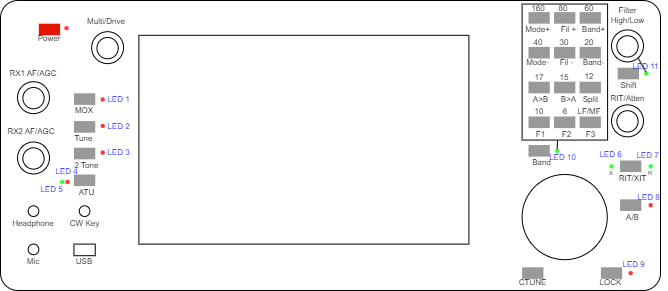 Power
Multi/Drive
RX1 AF/AGC
LED 1
MOX
LED 2
Tune
RX2 AF/AGC
LED 3
2 Tone
LED 4
LED 5
ATU
Headphone
CW Key
Mic
USB
160 80 60
Mode+ Fil + Band+
40 30 20
Mode- Fil - Band-
17 15 12
A>B B>A Split
10 6 LF/MF
F1 F2 F3
Band
LED 10
Filter
High/Low
LED 11
Shift
RIT/Atten
LED 6
LED 7
X
R
RIT/XIT
LED 8
A/B
LED 9
CTUNE
LOCK